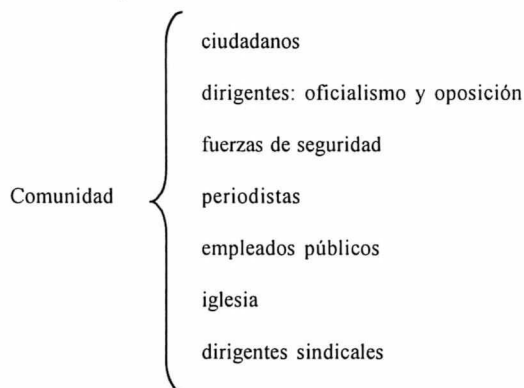 ciudadanos
dirigentes: oficialismo y oposición
fuerzas de seguridad
Comunidad
periodistas
empleados públicos
iglesia
dirigentes sindicales